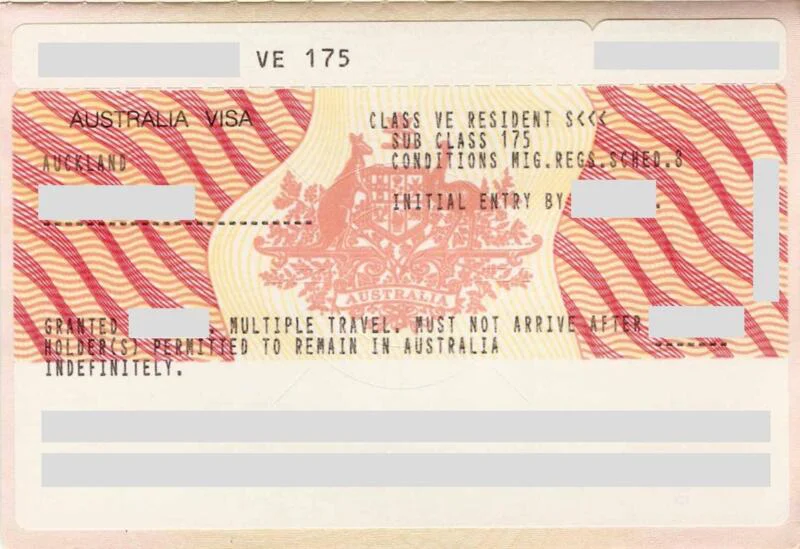 VE 175
AUSTRALIA VISA
CLASS VE RESIDENT S<<<
SUB CLASS 175
AUCKLAND
CONDITIONS MIG.REGS.SCHED.8
INITIAL ENTRY BY .
AUSTRALIA
GRANTED . MULTIPLE TRAVEL. MUST NOT ARRIVE AFTER
HOLDER(S) PERMITTED TO REMAIN IN AUSTRALIA
INDEFINITELY.